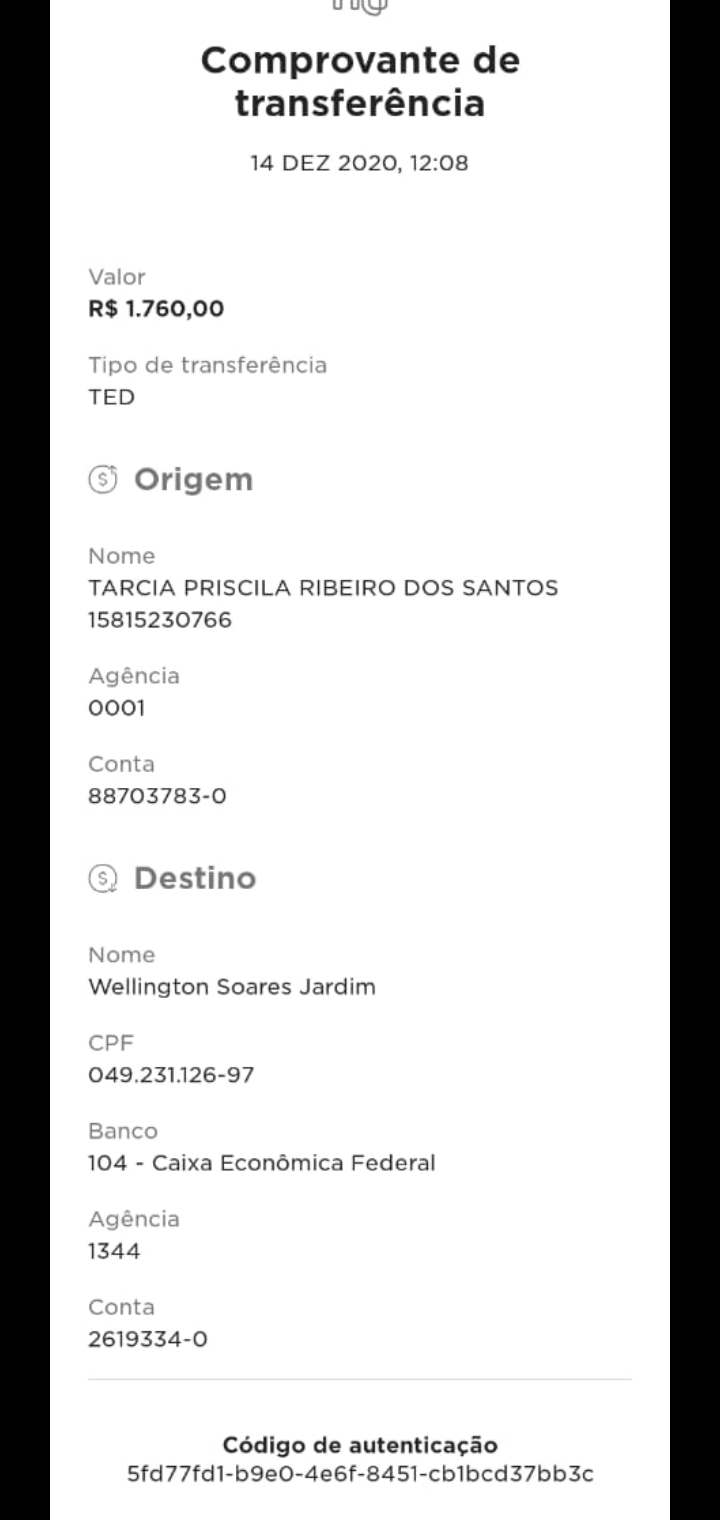 Comprovante de
transferência
14 DEZ 2020, 12:08
Valor
R$ 1.760,00
Tipo de transferência
TED
Origem
Nome
TARCIA PRISCILA RIBEIRO DOS SANTOS
15815230766
Agência
0001
Conta
88703783-0
Destino
Nome
Wellington Soares Jardim
CPF
049.231.126-97
Banco
104 - Caixa Econômica Federal
Agência
1344
Conta
2619334-0
Código de autenticação
5fd77fd1-b9e0-4e6f-8451-cb1bcd37bb3c